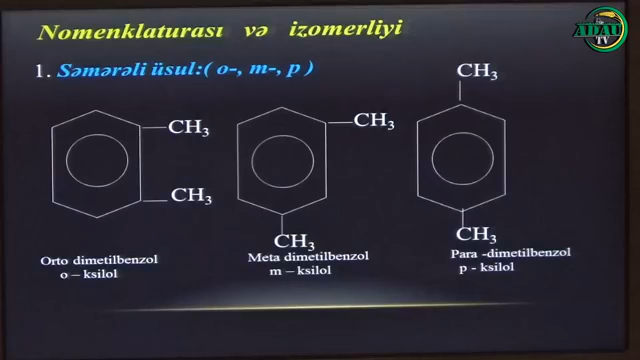 Nomenklaturası və izomerliyi
ADAU
TV
1. Səmərəli üsul:( o-, m-, p )
CH3
CH3
CH3
CH3
CH3
CH3
Orto dimetilbenzol
o – ksilol
Meta dimetilbenzol
m – ksilol
Para -dimetilbenzol
p - ksilol